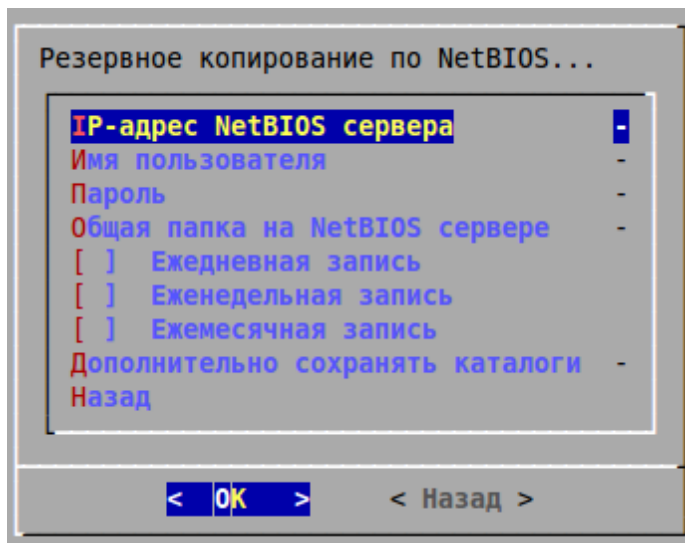 Резервное копирование по NetBIOS...
IP-адрес NetBIOS сервера -
Имя пользователя -
Пароль -
Общая папка на NetBIOS сервере -
[ ] Ежедневная запись
[ ] Еженедельная запись
[ ] Ежемесячная запись
Дополнительно сохранять каталоги -
Назад
< OK > < Назад >